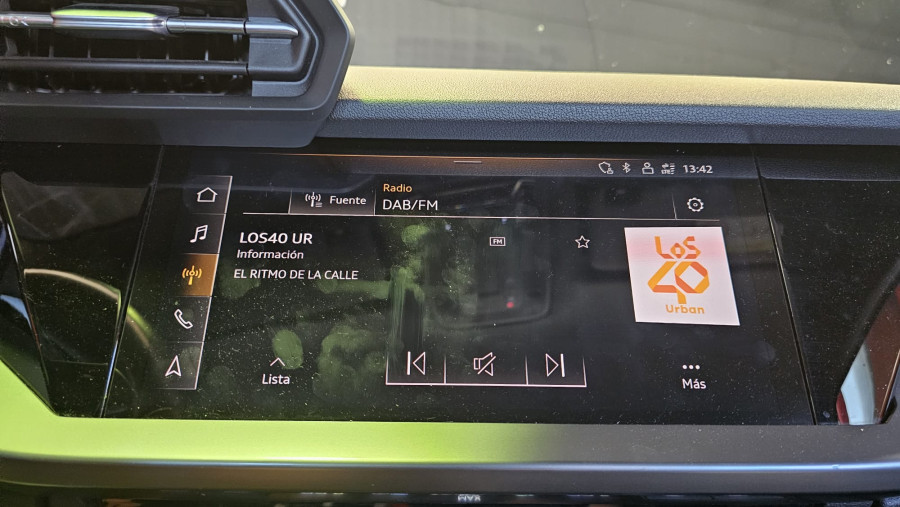 13:42
Fuente
Radio
DAB/FM
LOS40 UR
FM
Información
EL RITMO DE LA CALLE
LOS
40
Urban
Lista
Más